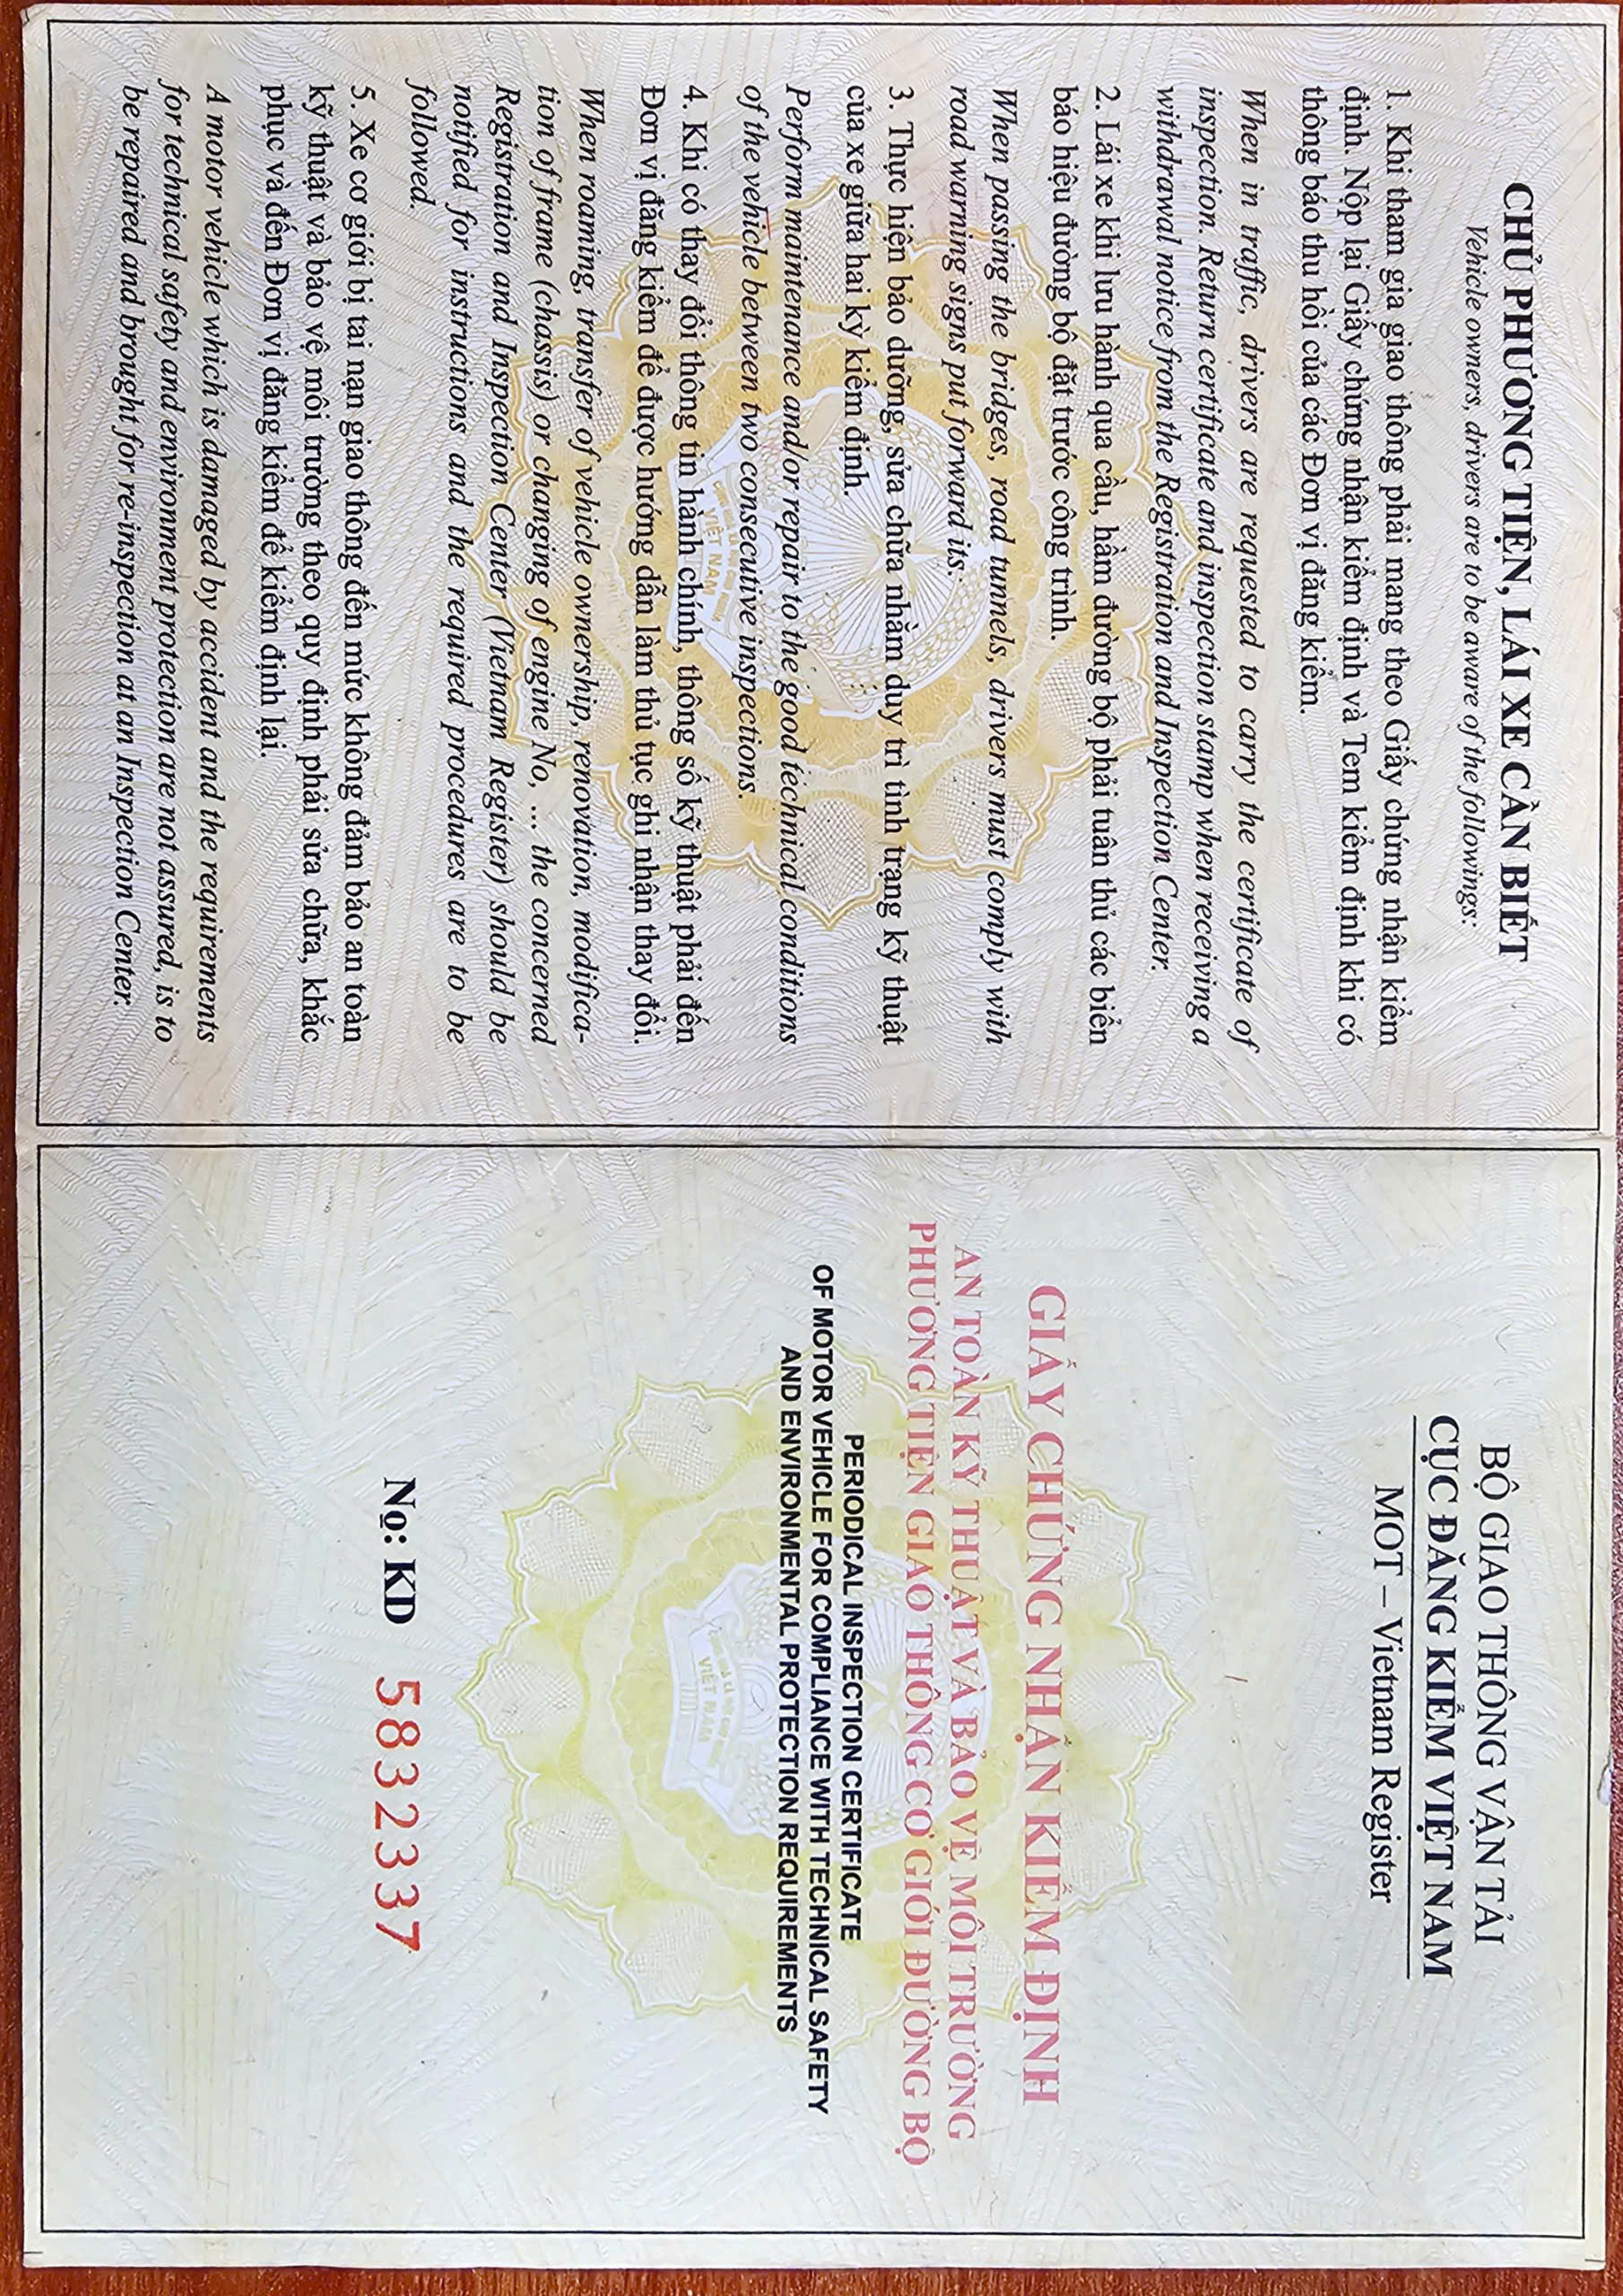 CHỦ PHƯƠNG TIỆN, LÁI XE CẦN BIẾT
Vehicle owners, drivers are to be aware of the followings:
1. Khi tham gia giao thông phải mang theo Giấy chứng nhận kiểm
định. Nộp lại Giấy chứng nhận kiểm định và Tem kiểm định khi có
thông báo thu hồi của các Đơn vị đăng kiểm.
When in traffic, drivers are requested to carry the certificate of
inspection. Return certificate and inspection stamp when receiving a
withdrawal notice from the Registration and Inspection Center.
2. Lái xe khi lưu hành qua cầu, hầm đường bộ phải tuân thủ các biển
báo hiệu đường bộ đặt trước công trình.
When passing the bridges, road tunnels, drivers must comply with
road warning signs put forward its.
3. Thực hiện bảo dưỡng, sửa chữa nhằm duy trì tình trạng kỹ thuật
của xe giữa hai kỳ kiểm định.
Perform maintenance and/or repair to the good technical conditions
of the vehicle between two consecutive inspections.
4. Khi có thay đổi thông tin hành chính, thông số kỹ thuật phải đến
Đơn vị đăng kiểm để được hướng dẫn làm thủ tục ghi nhận thay đổi.
When roaming, transfer of vehicle ownership, renovation, modifica-
tion of frame (chassis) or changing of engine No, ... the concerned
Registration and Inspection Center (Vietnam Register) should be
notified for instructions and the required procedures are to be
followed.
5. Xe cơ giới bị tai nạn giao thông đến mức không đảm bảo an toàn
kỹ thuật và bảo vệ môi trường theo quy định phải sửa chữa, khắc
phục và đến Đơn vị đăng kiểm để kiểm định lại.
A motor vehicle which is damaged by accident and the requirements
for technical safety and environment protection are not assured, is to
be repaired and brought for re-inspection at an Inspection Center.
VIỆT NAM
BỘ GIAO THÔNG VẬN TẢI
CỤC ĐĂNG KIỂM VIỆT NAM
MOT – Vietnam Register
GIẤY CHỨNG NHẬN KIỂM ĐỊNH
AN TOÀN KỸ THUẬT VÀ BẢO VỆ MÔI TRƯỜNG
PHƯƠNG TIỆN GIAO THÔNG CƠ GIỚI ĐƯỜNG BỘ
PERIODICAL INSPECTION CERTIFICATE
OF MOTOR VEHICLE FOR COMPLIANCE WITH TECHNICAL SAFETY
AND ENVIRONMENTAL PROTECTION REQUIREMENTS
VIỆT NAM
Nọ: KD 5832337